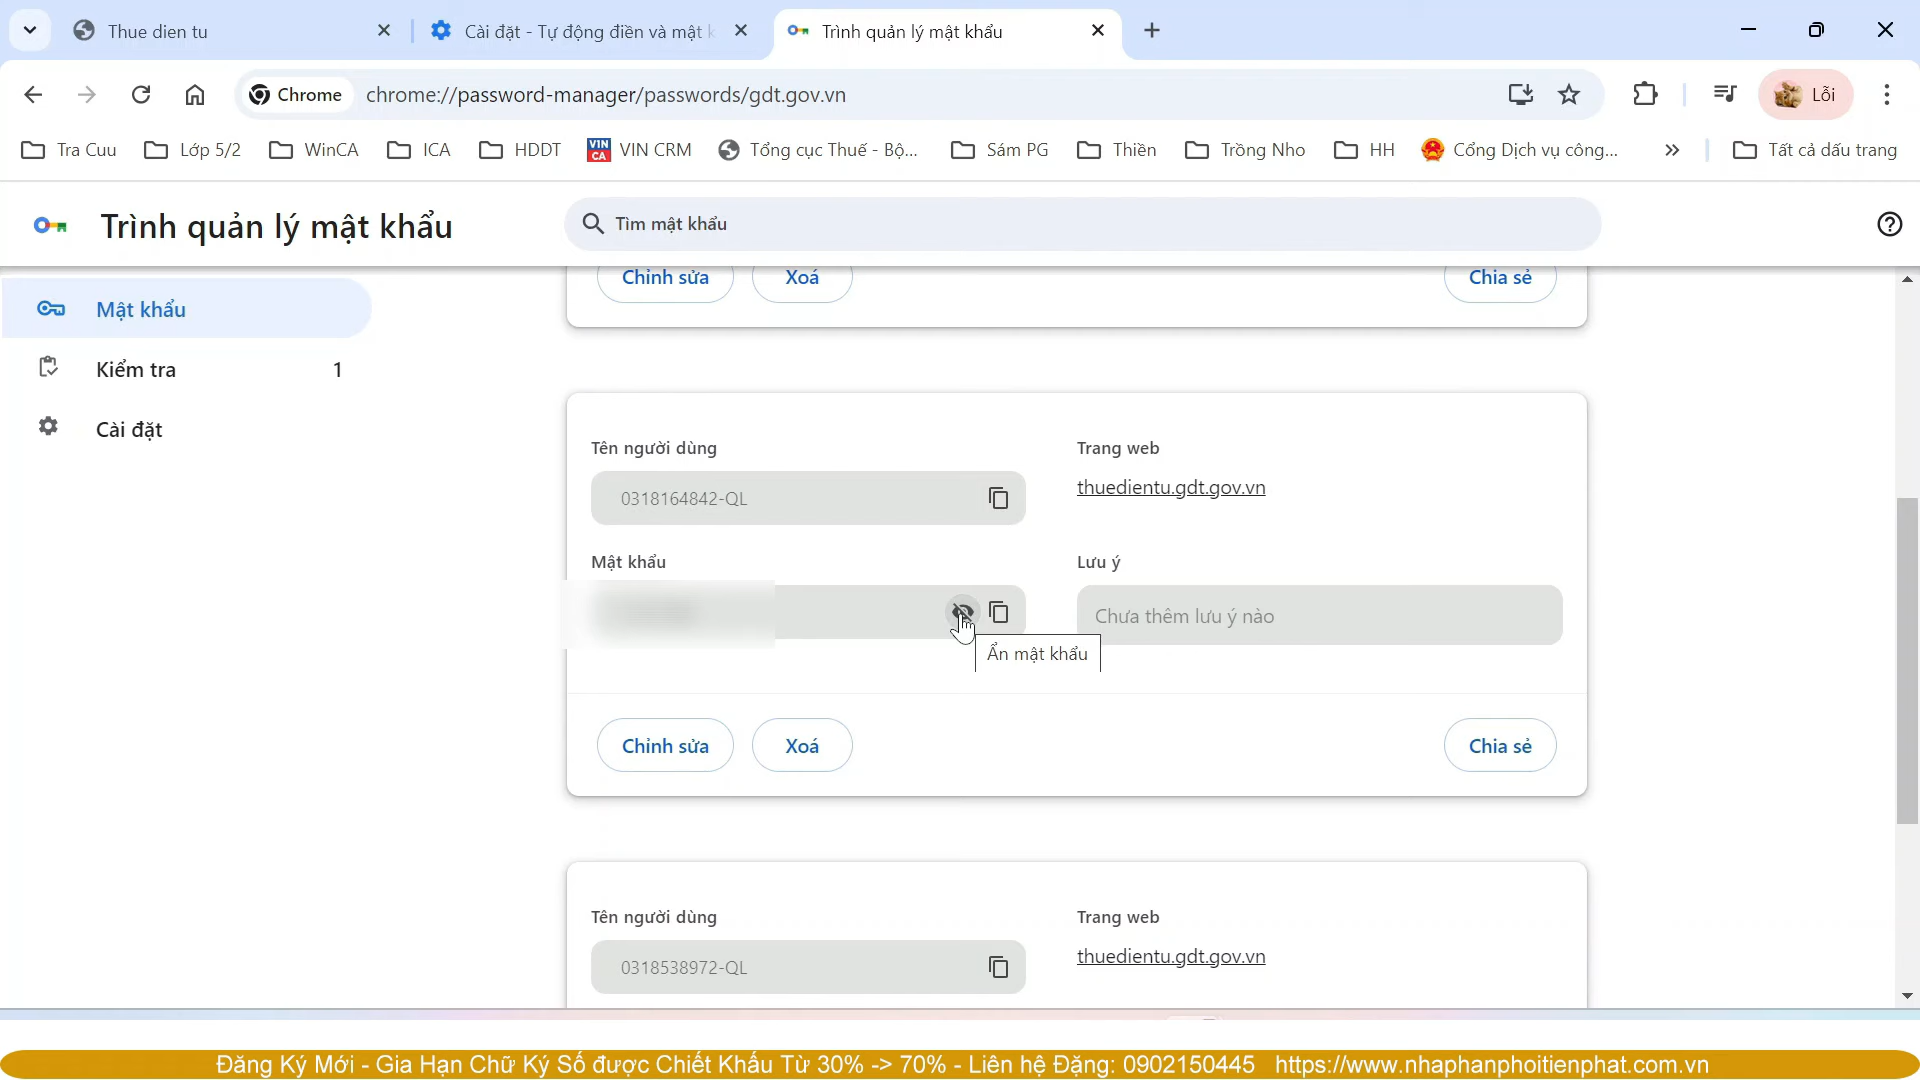 Thue dien tu
Cài đặt - Tự động điền và mật k
Trình quản lý mật khẩu
Chrome
chrome://password-manager/passwords/gdt.gov.vn
Lỗi
Tra Cuu
Lớp 5/2
WinCA
ICA
HDDT
VIN CA
VIN CRM
Tổng cục Thuế - Bộ...
Sám PG
Thiền
Trồng Nho
HH
Cổng Dịch vụ công...
Tất cả dấu trang
Trình quản lý mật khẩu
Tìm mật khẩu
Chỉnh sửa
Xoá
Chia sẻ
Mật khẩu
Kiểm tra
1
Cài đặt
Tên người dùng
Trang web
0318164842-QL
thuedientu.gdt.gov.vn
Mật khẩu
Lưu ý
Chưa thêm lưu ý nào
Ẩn mật khẩu
Chỉnh sửa
Xoá
Chia sẻ
Tên người dùng
Trang web
0318538972-QL
thuedientu.gdt.gov.vn
Đăng Ký Mới - Gia Hạn Chữ Ký Số được Chiết Khấu Từ 30% -> 70% - Liên hệ Đặng: 0902150445 https://www.nhaphanphoitienphat.com.vn